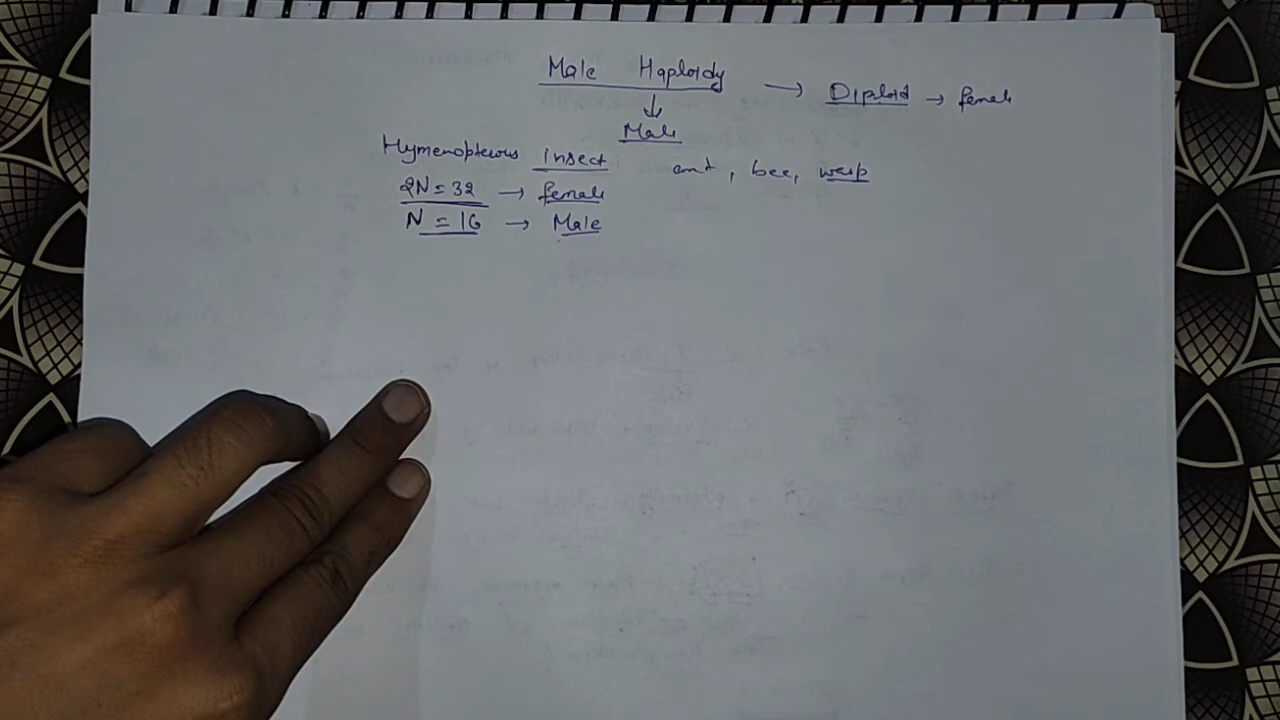 Male Haploidy → Diploid → female
↓
Male
Hymenopterous insect ant, bee, wasp
2N = 32 → female
N = 16 → Male